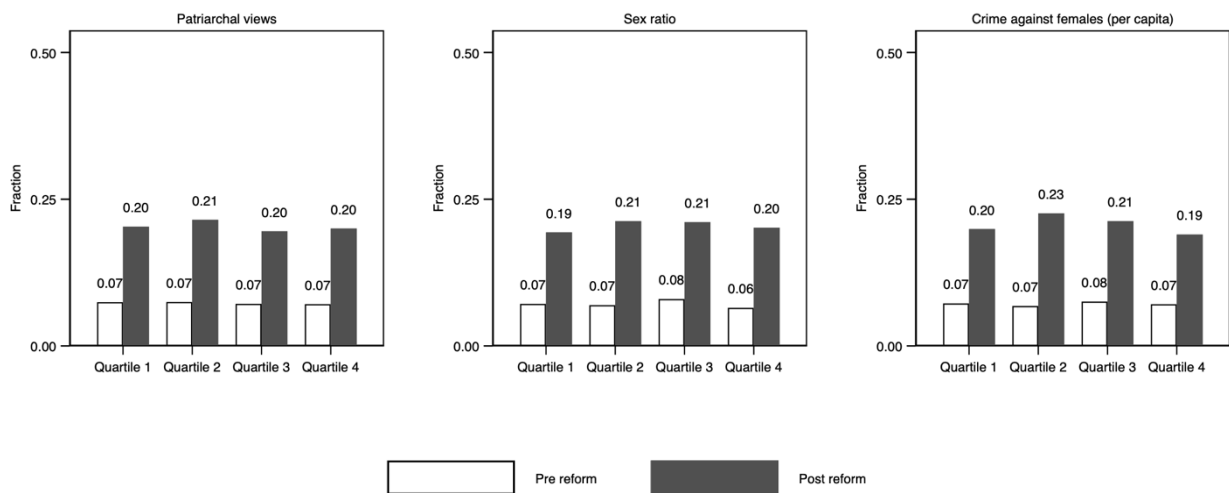 Patriarchal views
0.50
0.25
0.00
Fraction
0.07 0.20 0.07 0.21 0.07 0.20 0.07 0.20
Quartile 1 Quartile 2 Quartile 3 Quartile 4
Sex ratio
0.50
0.25
0.00
Fraction
0.07 0.19 0.07 0.21 0.08 0.21 0.06 0.20
Quartile 1 Quartile 2 Quartile 3 Quartile 4
Crime against females (per capita)
0.50
0.25
0.00
Fraction
0.07 0.20 0.07 0.23 0.08 0.21 0.07 0.19
Quartile 1 Quartile 2 Quartile 3 Quartile 4
Pre reform Post reform